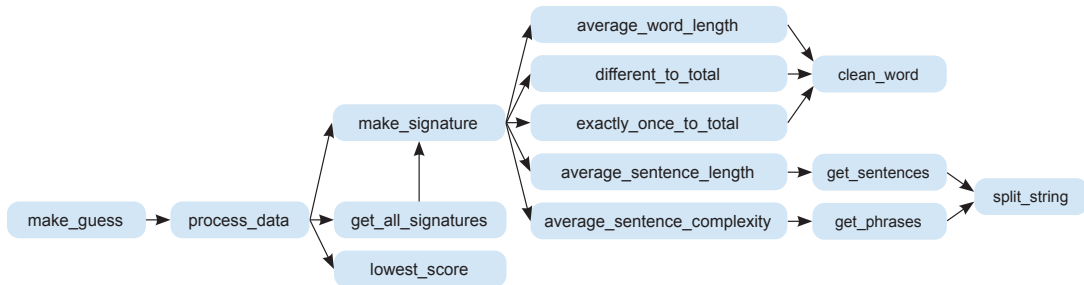 average_word_length
different_to_total
clean_word
make_signature
exactly_once_to_total
average_sentence_length
get_sentences
split_string
make_guess
process_data
get_all_signatures
average_sentence_complexity
get_phrases
lowest_score